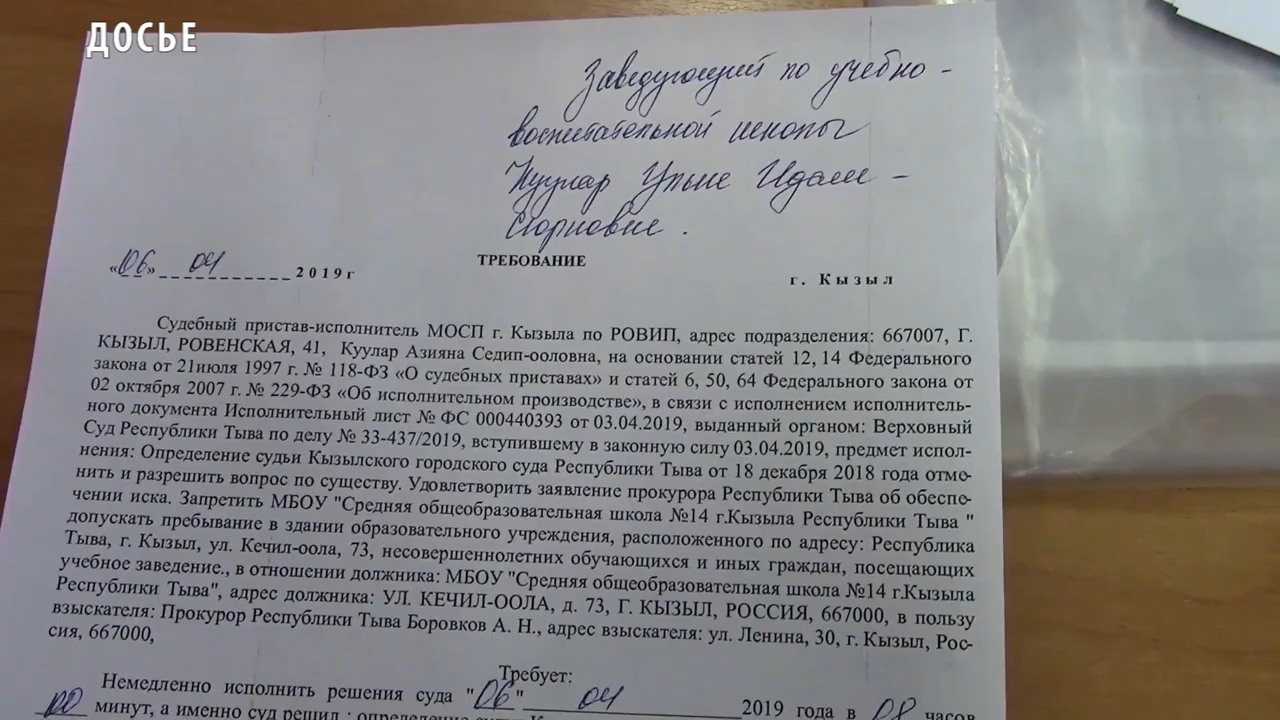 ДОСЬЕ
Заведующий по учебно-
воспитательной школы
Куулар Ульяне Идам-
Сюрновне.
ТРЕБОВАНИЕ
«06» 04 2019г
г. Кызыл
Судебный пристав-исполнитель МОСП г. Кызыла по РОВИП, адрес подразделения: 667007, Г.
КЫЗЫЛ, РОВЕНСКАЯ, 41, Куулар Азияна Седип-ооловна, на основании статей 12, 14 Федерального
закона от 21июля 1997 г. № 118-ФЗ «О судебных приставах» и статей 6, 50, 64 Федерального закона от
02 октября 2007 г. № 229-ФЗ «Об исполнительном производстве», в связи с исполнением исполнитель-
ного документа Исполнительный лист № ФС 000440393 от 03.04.2019, выданный органом: Верховный
Суд Республики Тыва по делу № 33-437/2019, вступившему в законную силу 03.04.2019, предмет испол-
нения: Определение судьи Кызылского городского суда Республики Тыва от 18 декабря 2018 года отме-
нить и разрешить вопрос по существу. Удовлетворить заявление прокурора Республики Тыва об обеспе-
чении иска. Запретить МБОУ "Средняя общеобразовательная школа №14 г.Кызыла Республики Тыва "
допускать пребывание в здании образовательного учреждения, расположенного по адресу: Республика
Тыва, г. Кызыл, ул. Кечил-оола, 73, несовершеннолетних обучающихся и иных граждан, посещающих
учебное заведение., в отношении должника: МБОУ "Средняя общеобразовательная школа №14 г.Кызыла
Республики Тыва", адрес должника: УЛ. КЕЧИЛ-ООЛА, д. 73, Г. КЫЗЫЛ, РОССИЯ, 667000, в пользу
взыскателя: Прокурор Республики Тыва Боровков А. Н., адрес взыскателя: ул. Ленина, 30, г. Кызыл, Рос-
сия, 667000,
Требует:
Немедленно исполнить решения суда "06" 04 2019 года в 08 часов
00 минут, а именно суд решил : определение